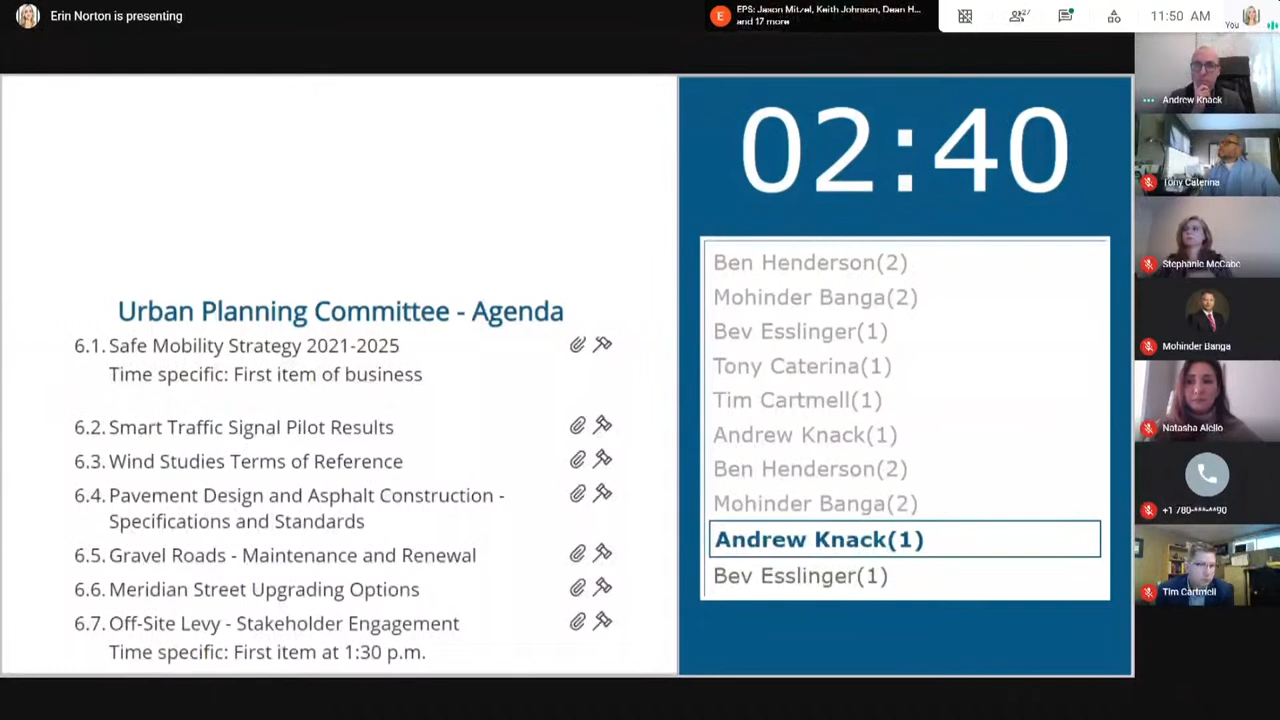 Erin Norton is presenting
E
EPS: Jason Mitzel, Keith Johnson, Dean H...
and 17 more
27
11:50 AM
You
02:40
Ben Henderson(2)
Mohinder Banga(2)
Bev Esslinger(1)
Tony Caterina(1)
Tim Cartmell(1)
Andrew Knack(1)
Ben Henderson(2)
Mohinder Banga(2)
Andrew Knack(1)
Bev Esslinger(1)
Urban Planning Committee - Agenda
6.1. Safe Mobility Strategy 2021-2025
Time specific: First item of business
6.2. Smart Traffic Signal Pilot Results
6.3. Wind Studies Terms of Reference
6.4. Pavement Design and Asphalt Construction -
Specifications and Standards
6.5. Gravel Roads - Maintenance and Renewal
6.6. Meridian Street Upgrading Options
6.7. Off-Site Levy - Stakeholder Engagement
Time specific: First item at 1:30 p.m.
Andrew Knack
Tony Caterina
Stephanie McCabe
Mohinder Banga
Natasha Aiello
+1 780-***-**90
Tim Cartmell